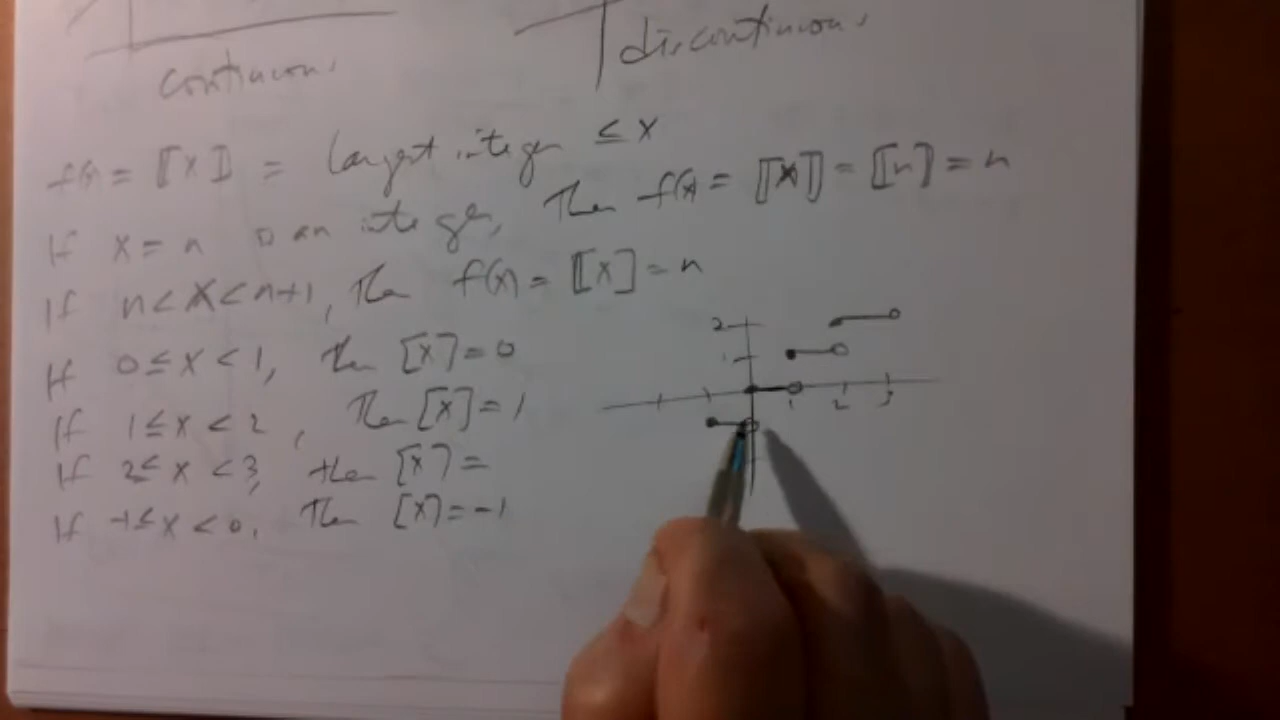 continuous
discontinuous
f(x) = ⟦x⟧ = largest integer ≤ x
If x = n is an integer, then f(x) = ⟦x⟧ = ⟦n⟧ = n
If n < x < n+1, then f(x) = ⟦x⟧ = n
If 0 ≤ x < 1, then ⟦x⟧ = 0
If 1 ≤ x < 2, then ⟦x⟧ = 1
If 2 ≤ x < 3, then ⟦x⟧ =
If -1 ≤ x < 0, then ⟦x⟧ = -1
2
1
1 2 3